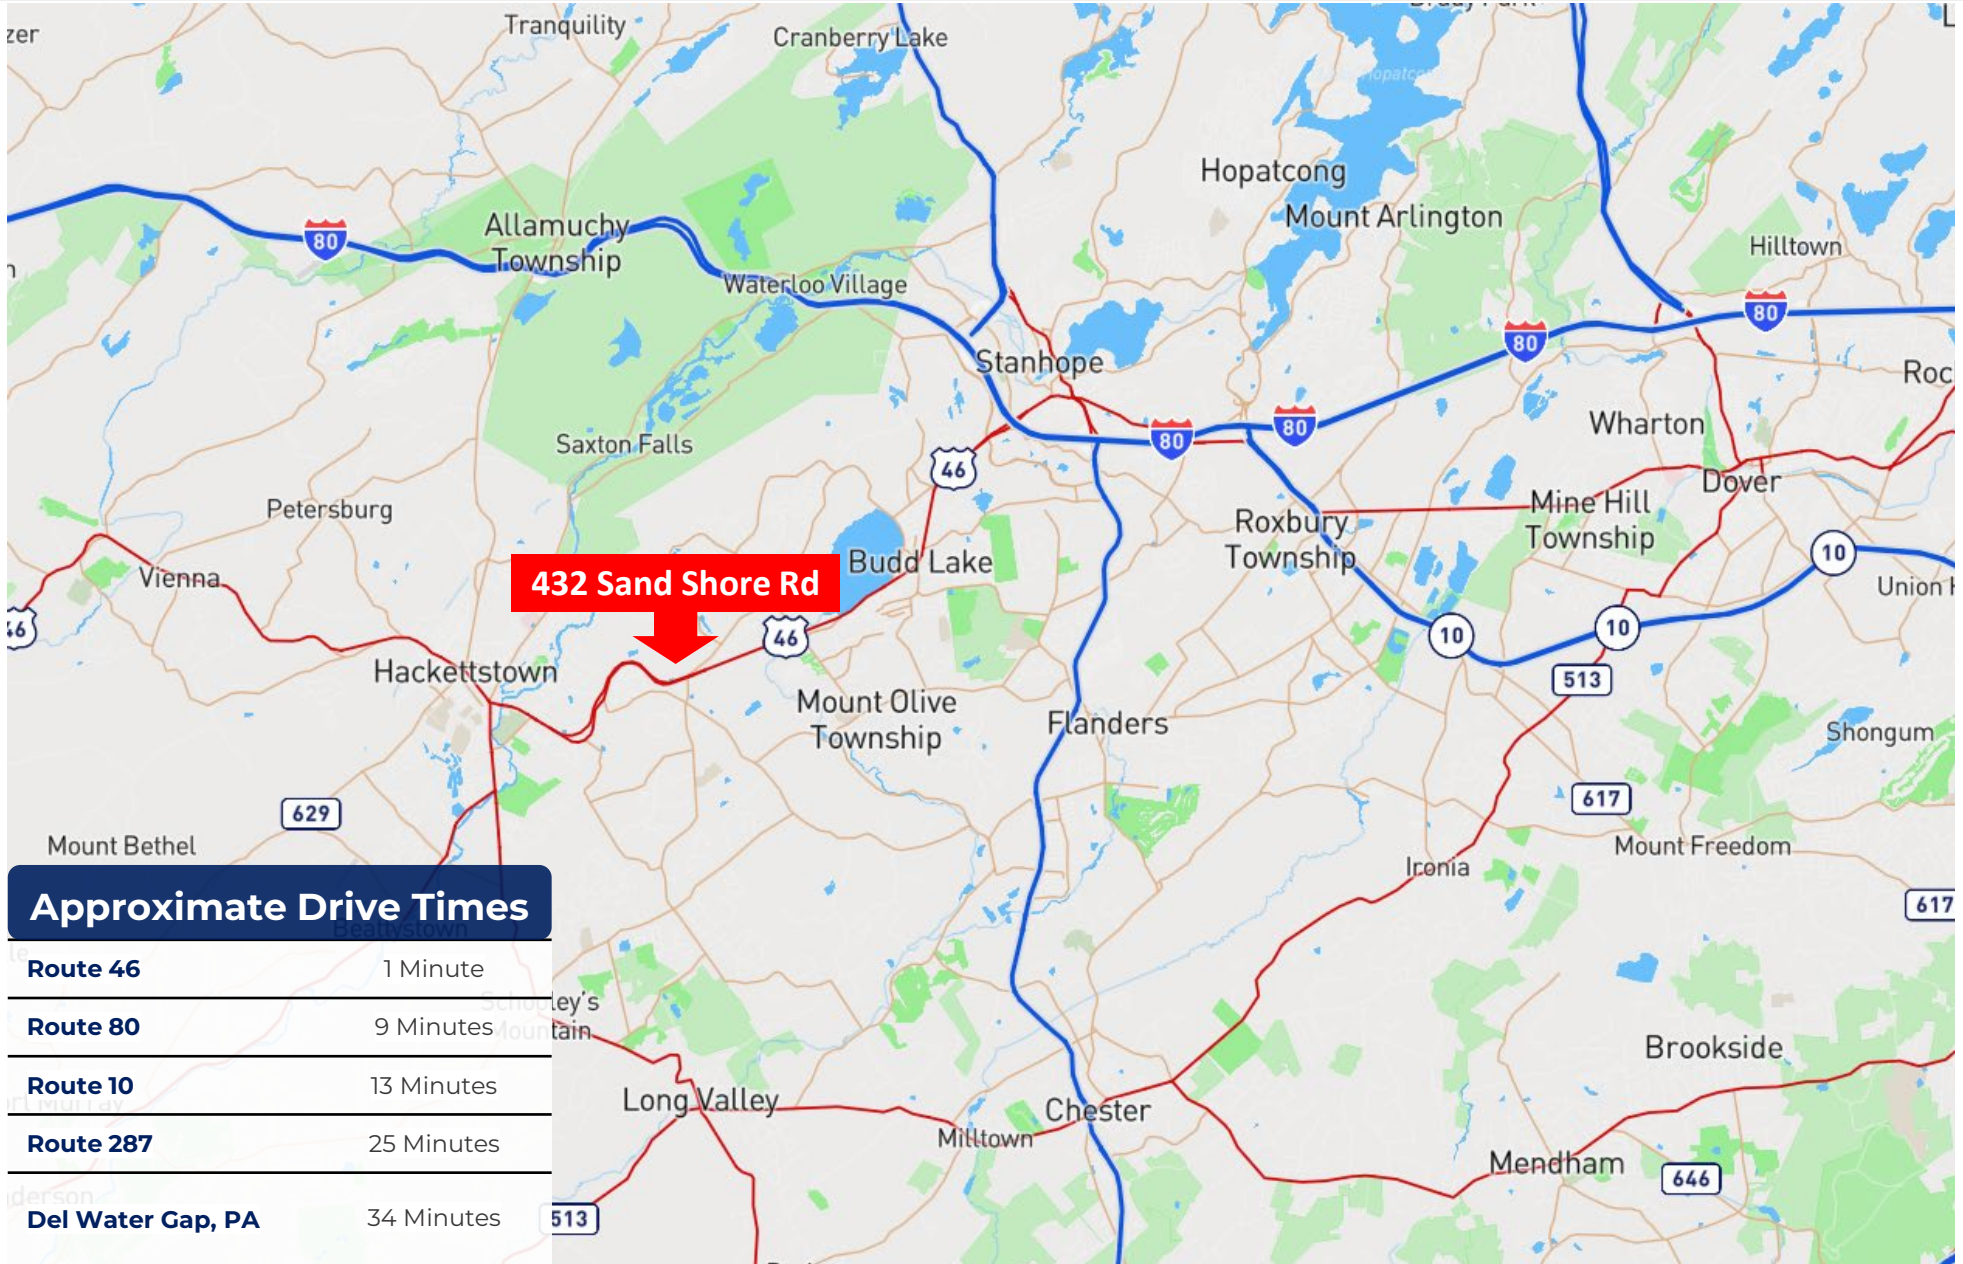 Tranquility
Cranberry Lake
Hopatcong
Mount Arlington
Hilltown
Allamuchy
Township
80
Waterloo Village
80
80
Stanhope
Roc
Wharton
80
80
Saxton Falls
46
Dover
Petersburg
Mine Hill
Township
Roxbury
Township
10
Budd Lake
Vienna
432 Sand Shore Rd
Union H
46
46
10
10
Hackettstown
513
Mount Olive
Township
Flanders
Shongum
629
617
Mount Bethel
Mount Freedom
Ironia
617
Approximate Drive Times
Beattystown
Route 46 1 Minute
Route 80 9 Minutes
Route 10 13 Minutes
Route 287 25 Minutes
Del Water Gap, PA 34 Minutes
Schooley's
Mountain
Brookside
Long Valley
Chester
Milltown
Mendham
646
513